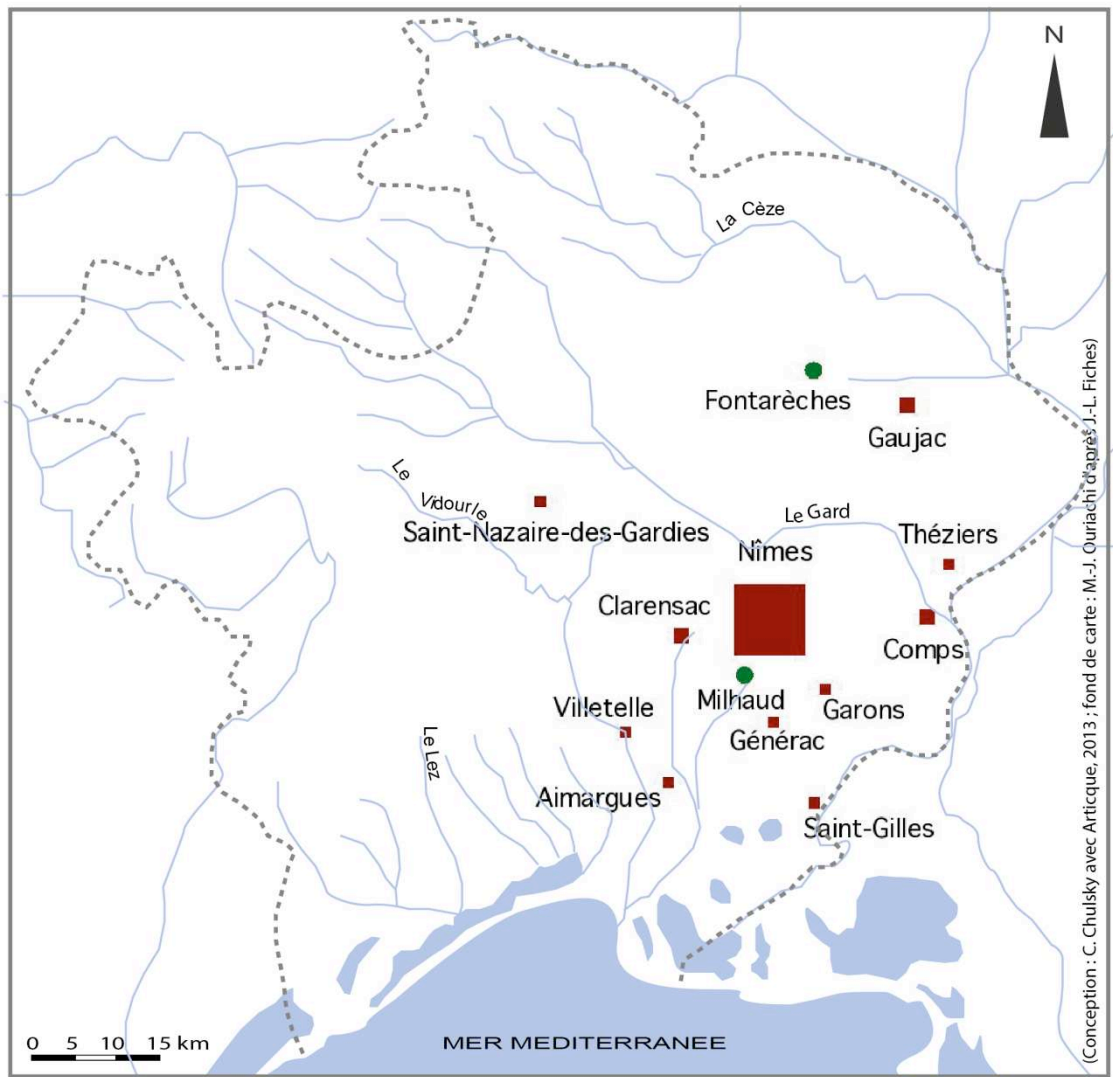 N
La Cèze
Fontarèches
Gaujac
Le
Vidourle
Saint-Nazaire-des-Gardies
Le Gard
Théziers
Nîmes
Clarensac
Comps
Milhaud
Garons
Villetelle
Générac
Le Lez
Aimargues
Saint-Gilles
0 5 10 15 km
MER MEDITERRANEE
(Conception : C. Chulsky avec Articque, 2013 ; fond de carte : M.-J. Ouriachi d'après J.-L. Fiches)